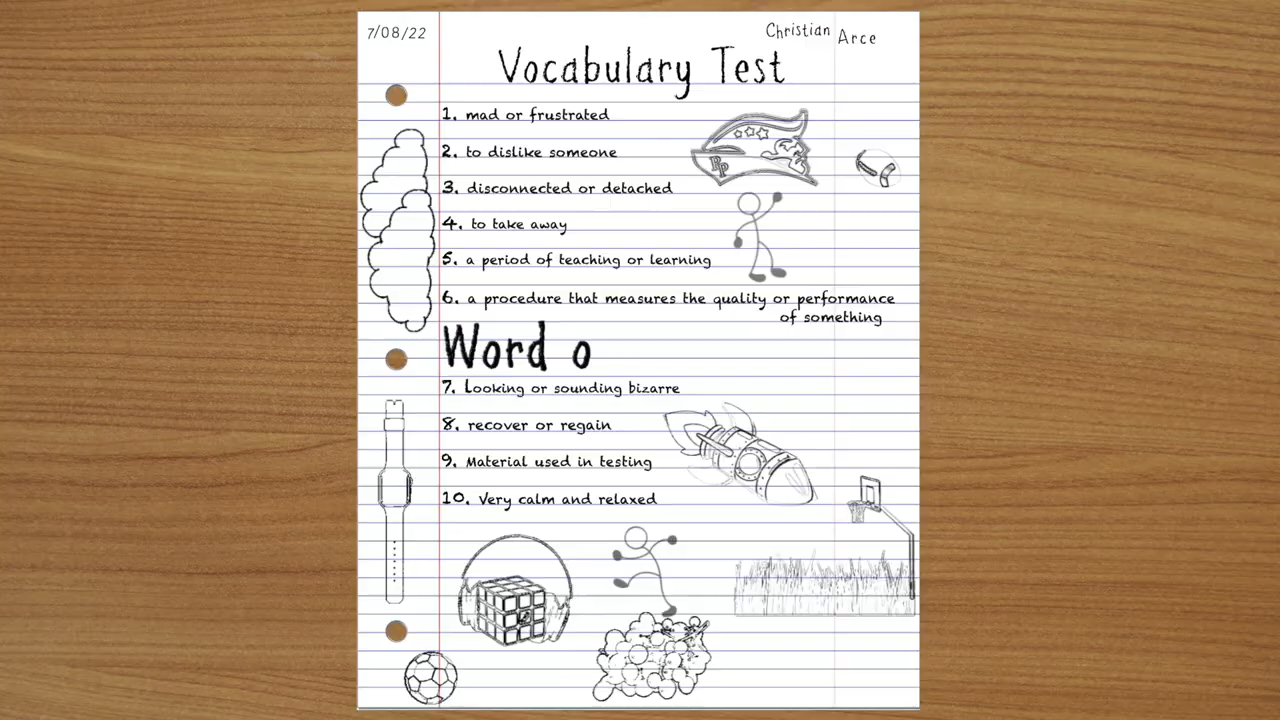 7/08/22
Christian Arce
Vocabulary Test
1. mad or frustrated
2. to dislike someone
3. disconnected or detached
4. to take away
5. a period of teaching or learning
6. a procedure that measures the quality or performance
of something
Word o
7. Looking or sounding bizarre
8. recover or regain
9. Material used in testing
10. Very calm and relaxed
PP